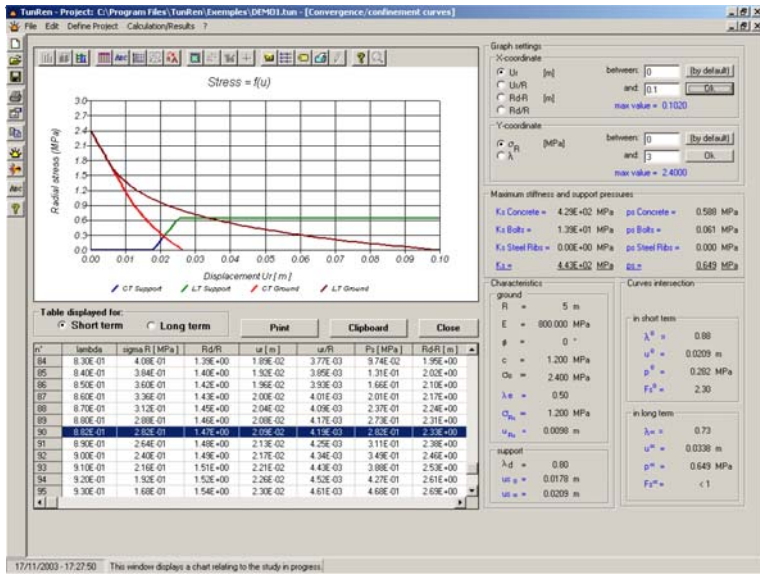 TunRen - Project: C:\Program Files\TunRen\Exemples\DEMO1.tun - [Convergence/confinement curves]
File Edit Define Project Calculation/Results ?
Stress = f(u)
Radial stress (MPa)
3.0
2.7
2.4
2.1
1.8
1.5
1.2
0.9
0.6
0.3
0.0
0.00 0.01 0.02 0.03 0.04 0.05 0.06 0.07 0.08 0.09 0.10
Displacement Ur [ m ]
CT Support LT Support CT Ground LT Ground
Table displayed for:
Short term Long term Print Clipboard Close
n° lambda sigma R [ MPa ] Rd/R ur [ m ] ur/R Ps [ MPa ] Rd-R [ m ]
84 8.30E-01 4.08E-01 1.39E+00 1.89E-02 3.77E-03 9.74E-02 1.95E+00
85 8.40E-01 3.84E-01 1.40E+00 1.92E-02 3.85E-03 1.31E-01 2.02E+00
86 8.50E-01 3.60E-01 1.42E+00 1.96E-02 3.93E-03 1.66E-01 2.10E+00
87 8.60E-01 3.36E-01 1.43E+00 2.00E-02 4.01E-03 2.01E-01 2.17E+00
88 8.70E-01 3.12E-01 1.45E+00 2.04E-02 4.09E-03 2.37E-01 2.24E+00
89 8.80E-01 2.88E-01 1.46E+00 2.08E-02 4.17E-03 2.73E-01 2.31E+00
90 8.82E-01 2.82E-01 1.47E+00 2.09E-02 4.19E-03 2.82E-01 2.33E+00
91 8.90E-01 2.64E-01 1.48E+00 2.13E-02 4.25E-03 3.11E-01 2.38E+00
92 9.00E-01 2.40E-01 1.49E+00 2.17E-02 4.34E-03 3.49E-01 2.46E+00
93 9.10E-01 2.16E-01 1.51E+00 2.21E-02 4.43E-03 3.88E-01 2.53E+00
94 9.20E-01 1.92E-01 1.52E+00 2.26E-02 4.52E-03 4.27E-01 2.61E+00
95 9.30E-01 1.68E-01 1.54E+00 2.30E-02 4.61E-03 4.68E-01 2.69E+00
Graph settings
X-coordinate
Ur [m] between: 0 (by default)
Ur/R and: 0.1 Ok
Rd-R [m]
Rd/R max value = 0.1020
Y-coordinate
σR [MPa] between: 0 (by default)
λ and: 3 Ok
max value = 2.4000
Maximum stiffness and support pressures
Ks Concrete = 4.29E+02 MPa ps Concrete = 0.588 MPa
Ks Bolts = 1.39E+01 MPa ps Bolts = 0.061 MPa
Ks Steel Ribs = 0.00E+00 MPa ps Steel Ribs = 0.000 MPa
Ks = 4.43E+02 MPa ps = 0.649 MPa
Characteristics
ground
R = 5 m
E = 800.000 MPa
ø = 0 °
c = 1.200 MPa
σc = 2.400 MPa
λe = 0.50
σRe = 1.200 MPa
uRe = 0.0098 m
support
λd = 0.80
us 0 = 0.0178 m
us ∞ = 0.0209 m
Curves intersection
in short term
λ° = 0.88
u° = 0.0209 m
p° = 0.282 MPa
Fs° = 2.30
in long term
λ∞ = 0.73
u∞ = 0.0338 m
p∞ = 0.649 MPa
Fs∞ = < 1
17/11/2003 - 17:27:50 This window displays a chart relating to the study in progress.